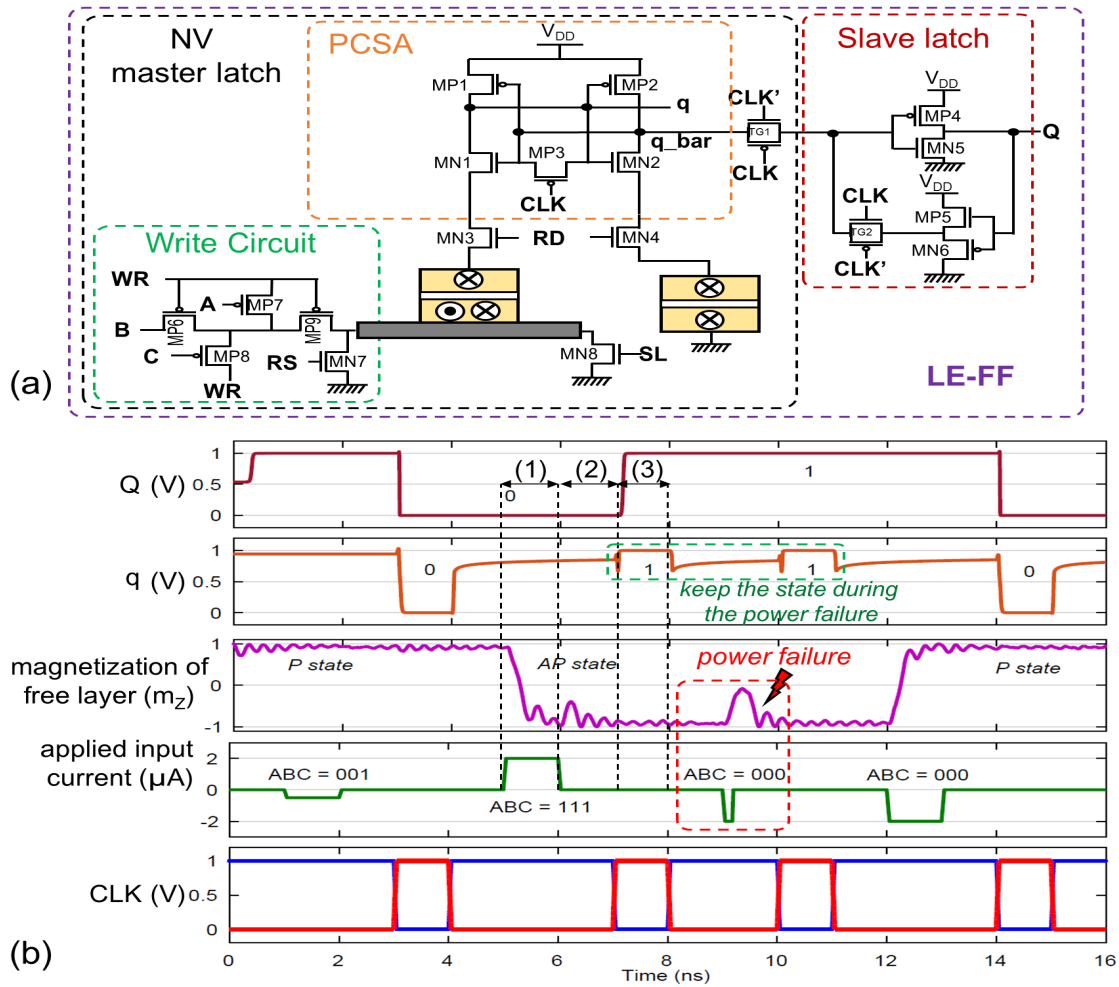 (a)
NV
master latch
PCSA
Slave latch
V_DD
MP1
MP2
q
CLK'
V_DD
MP4
Q
TG1
q_bar
MN5
MP3
MN1
MN2
CLK
V_DD
CLK
CLK
MP5
MN3
RD
MN4
TG2
MN6
Write Circuit
CLK'
WR
A
MP7
B
MP6
MP9
C
MP8
RS
MN7
MN8
SL
WR
LE-FF
(b)
Q (V)
1
0.5
0
(1)
(2)
(3)
0
1
q (V)
1
0.5
0
0
1
1
0
keep the state during
the power failure
magnetization of
free layer (m_Z)
1
0
-1
P state
AP state
power failure
P state
applied input
current (μA)
2
0
-2
ABC = 001
ABC = 111
ABC = 000
ABC = 000
CLK (V)
1
0.5
0
0
2
4
6
8
10
12
14
16
Time (ns)